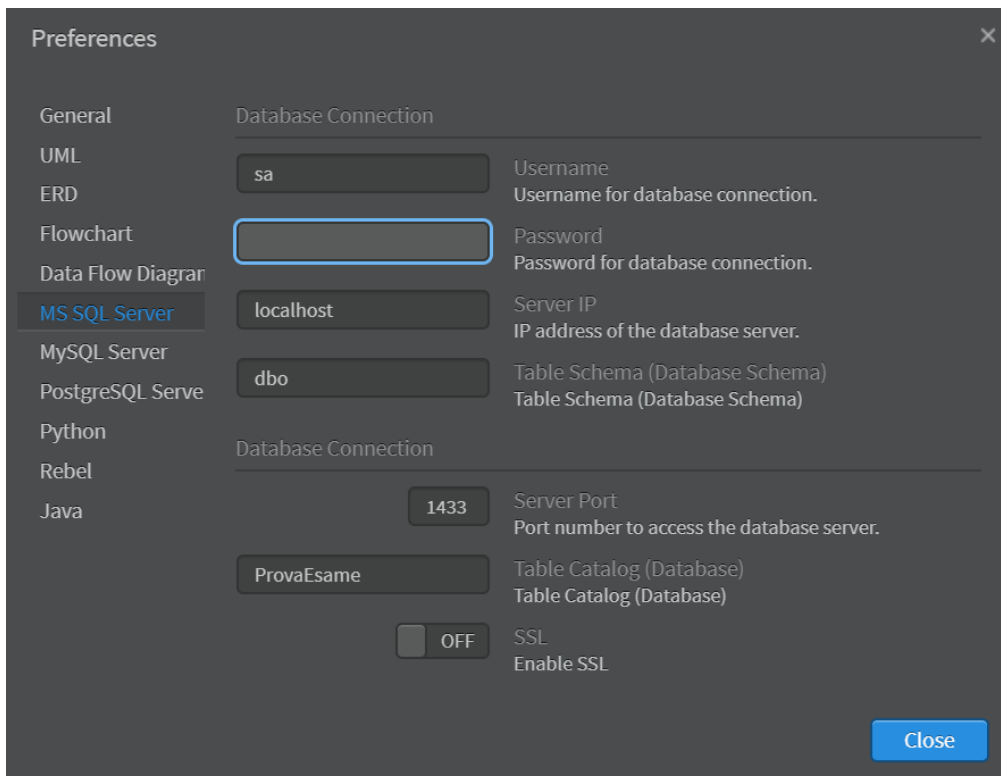 Preferences
General
UML
ERD
Flowchart
Data Flow Diagran
MS SQL Server
MySQL Server
PostgreSQL Serve
Python
Rebel
Java
Database Connection
sa
Username
Username for database connection.
Password
Password for database connection.
localhost
Server IP
IP address of the database server.
dbo
Table Schema (Database Schema)
Table Schema (Database Schema)
Database Connection
1433
Server Port
Port number to access the database server.
ProvaEsame
Table Catalog (Database)
Table Catalog (Database)
OFF
SSL
Enable SSL
Close